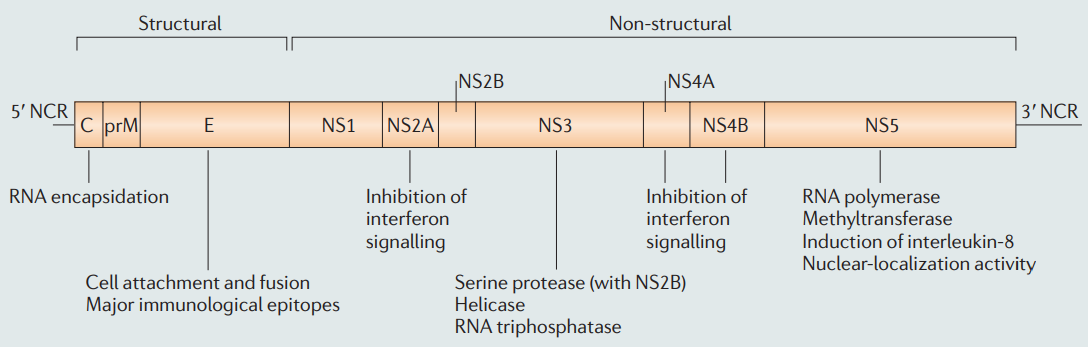 Structural
Non-structural
NS2B
NS4A
5′ NCR
C
prM
E
NS1
NS2A
NS3
NS4B
NS5
3′ NCR
RNA encapsidation
Cell attachment and fusion
Major immunological epitopes
Inhibition of
interferon
signalling
Serine protease (with NS2B)
Helicase
RNA triphosphatase
Inhibition of
interferon
signalling
RNA polymerase
Methyltransferase
Induction of interleukin-8
Nuclear-localization activity